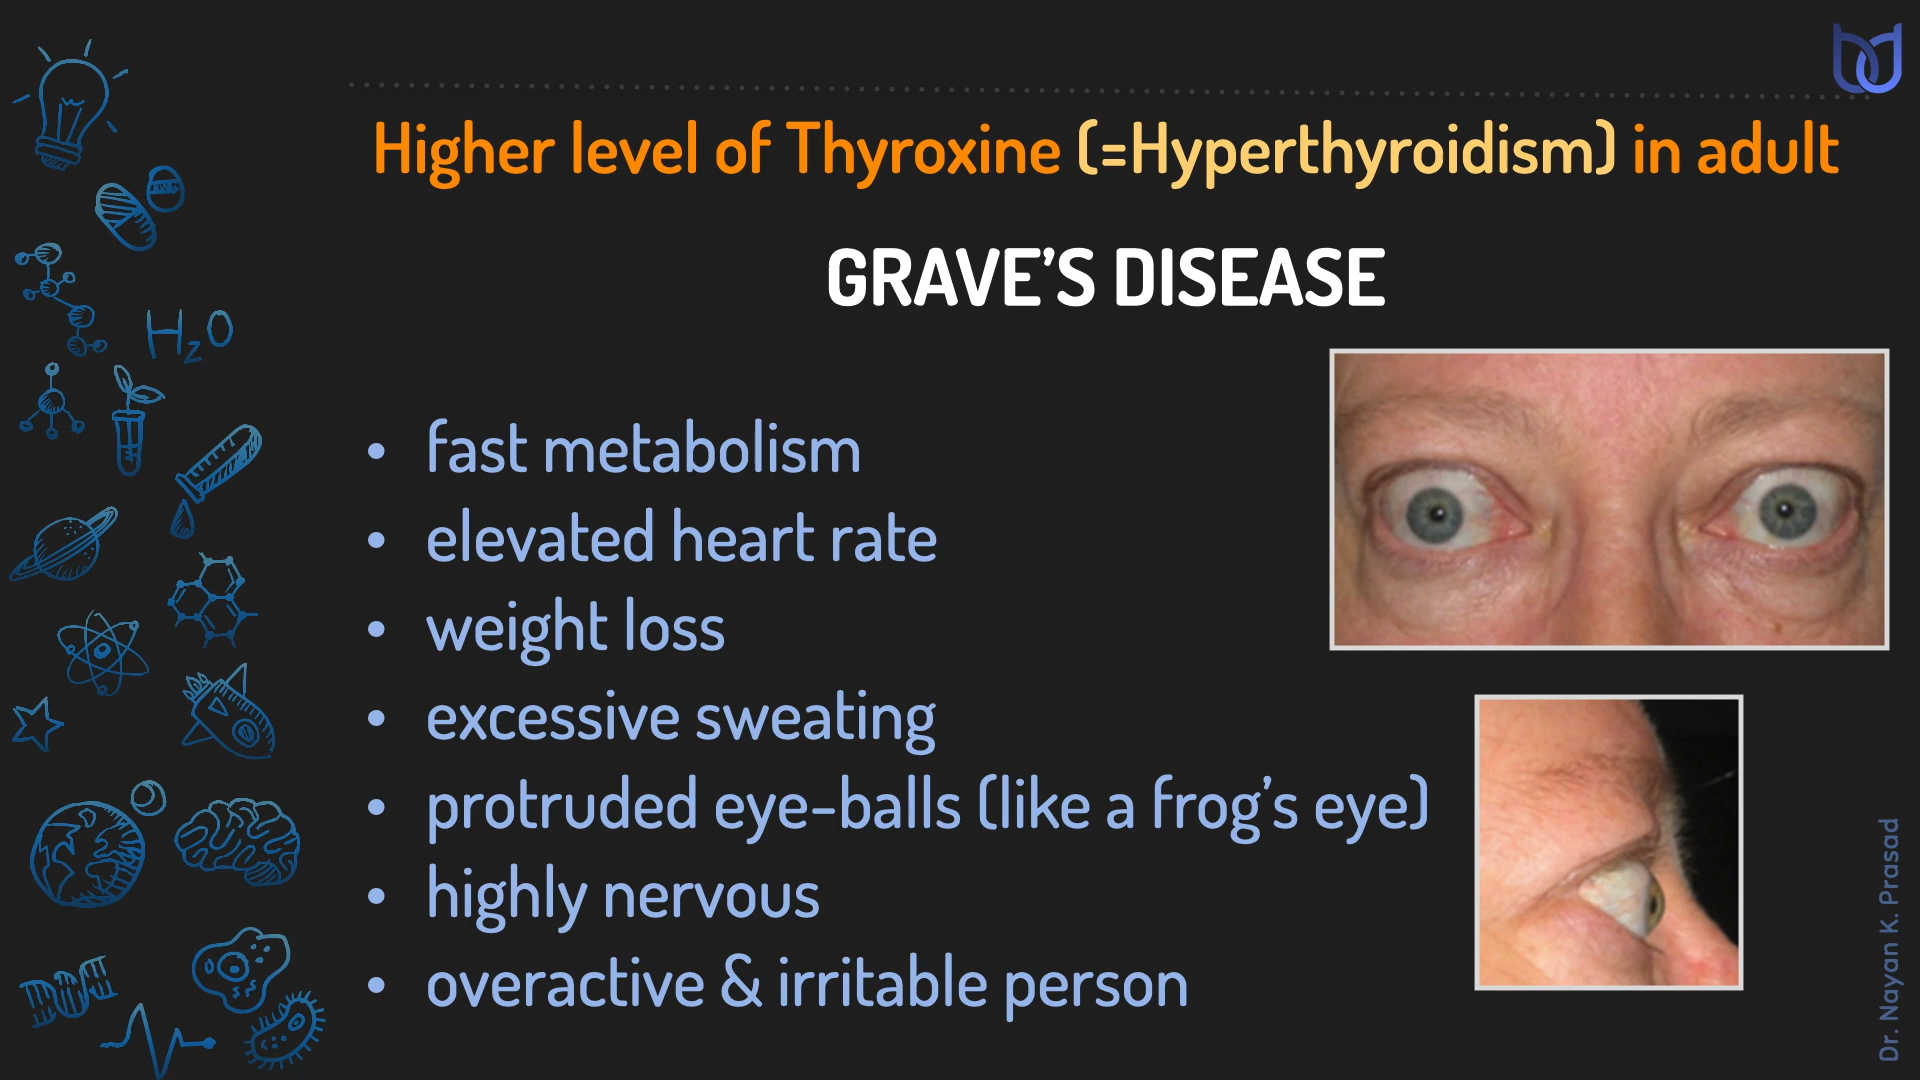 Higher level of Thyroxine (=Hyperthyroidism) in adult
GRAVE’S DISEASE
• fast metabolism
• elevated heart rate
• weight loss
• excessive sweating
• protruded eye-balls (like a frog’s eye)
• highly nervous
• overactive & irritable person
H₂O
Dr. Nayan K. Prasad